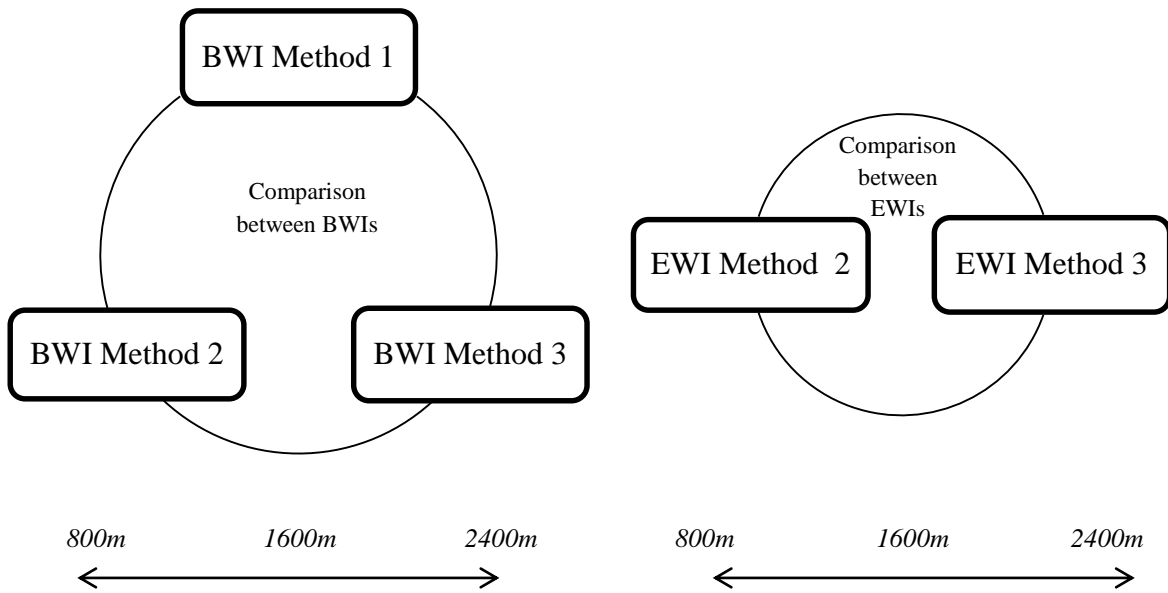 BWI Method 1
Comparison
between BWIs
BWI Method 2
BWI Method 3
Comparison
between
EWIs
EWI Method  2
EWI Method 3
800m
1600m
2400m
800m
1600m
2400m